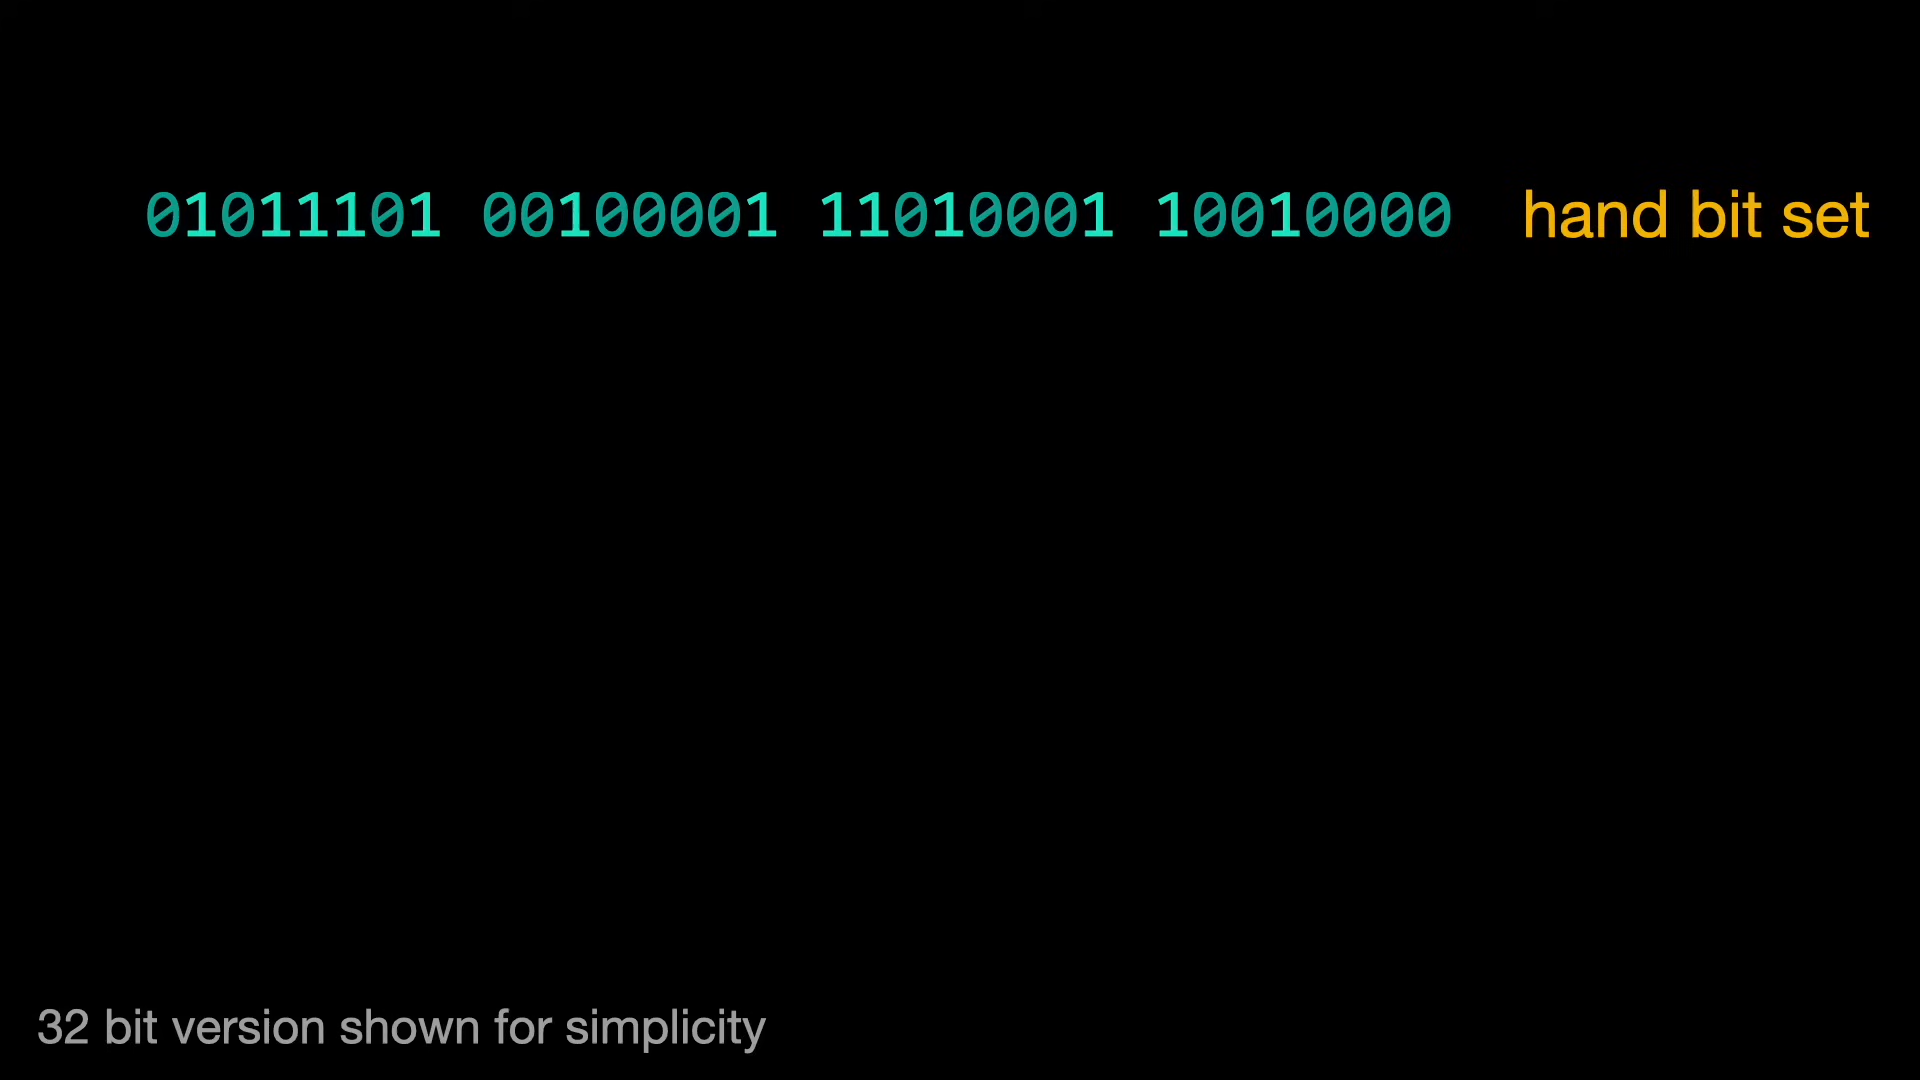 01011101 00100001 11010001 10010000 hand bit set
32 bit version shown for simplicity